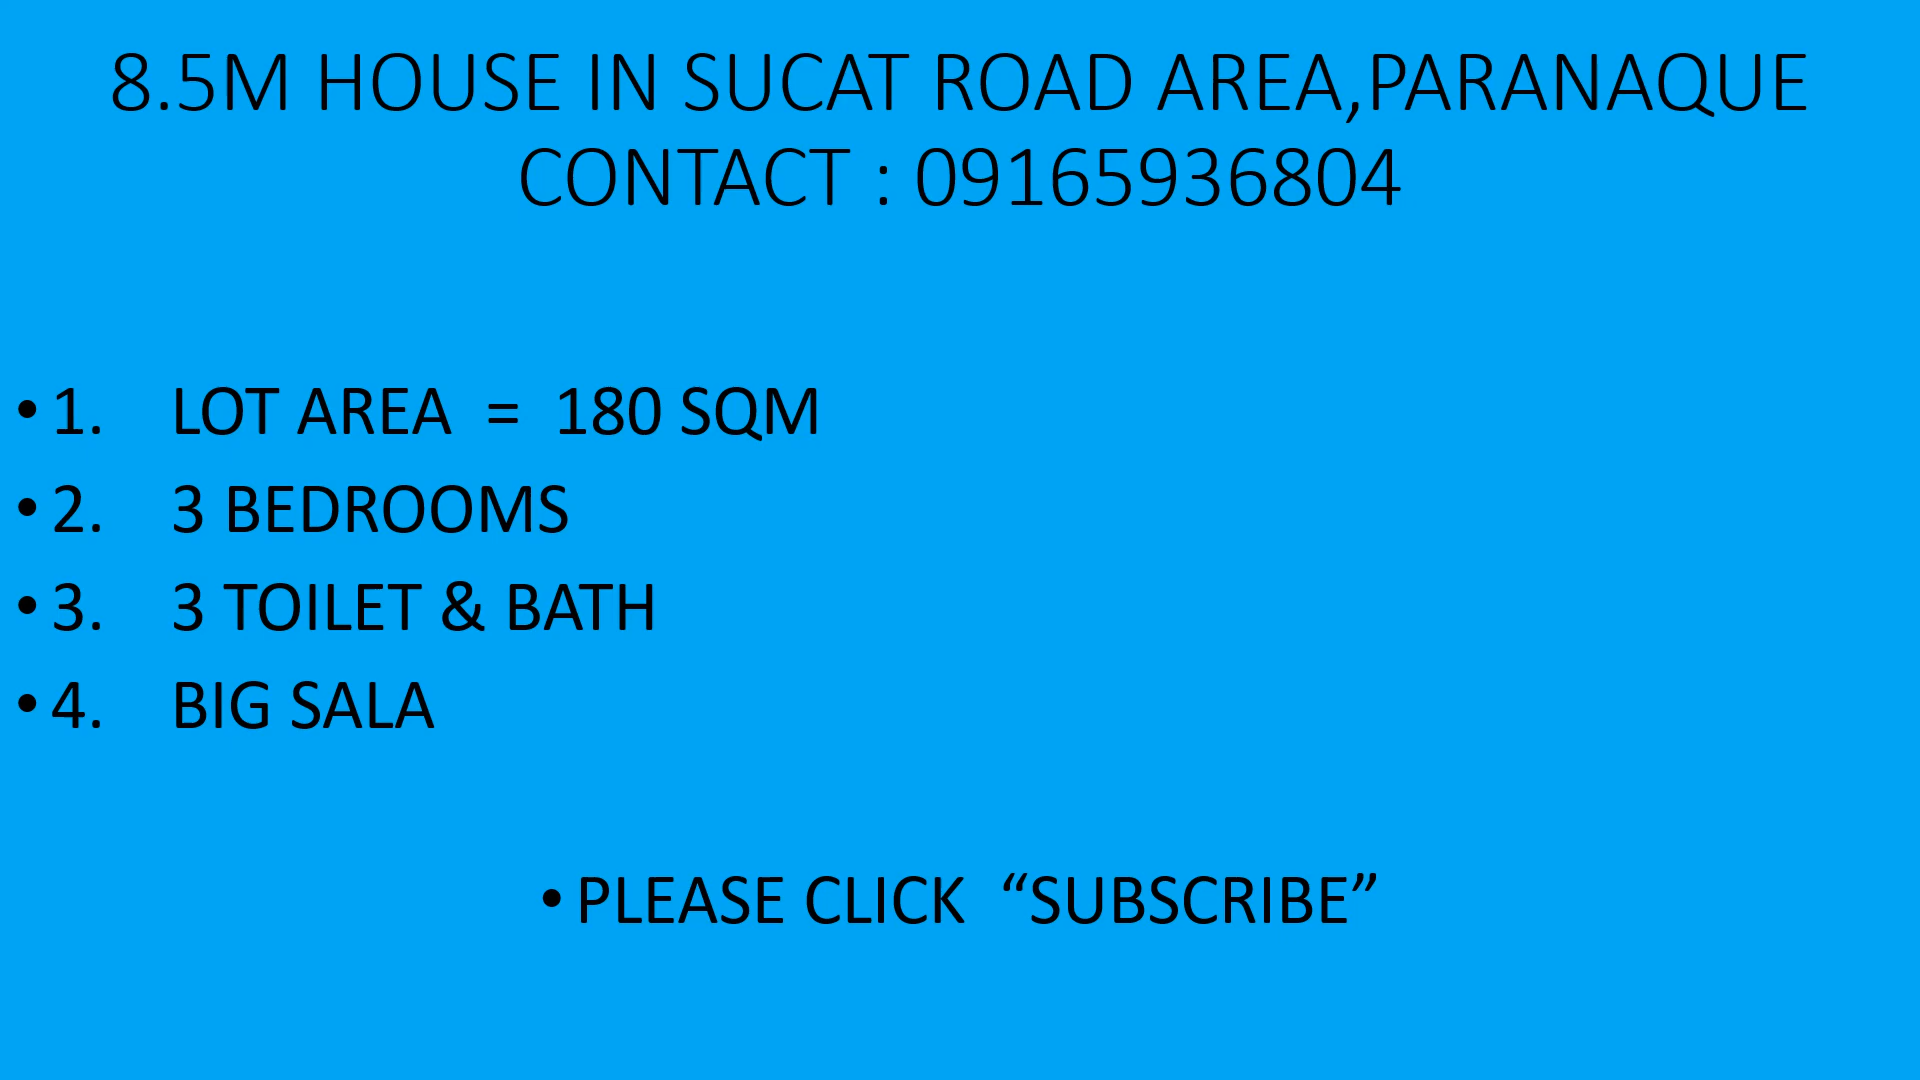 8.5M HOUSE IN SUCAT ROAD AREA,PARANAQUE
CONTACT : 09165936804
• 1. LOT AREA = 180 SQM
• 2. 3 BEDROOMS
• 3. 3 TOILET & BATH
• 4. BIG SALA
• PLEASE CLICK “SUBSCRIBE”